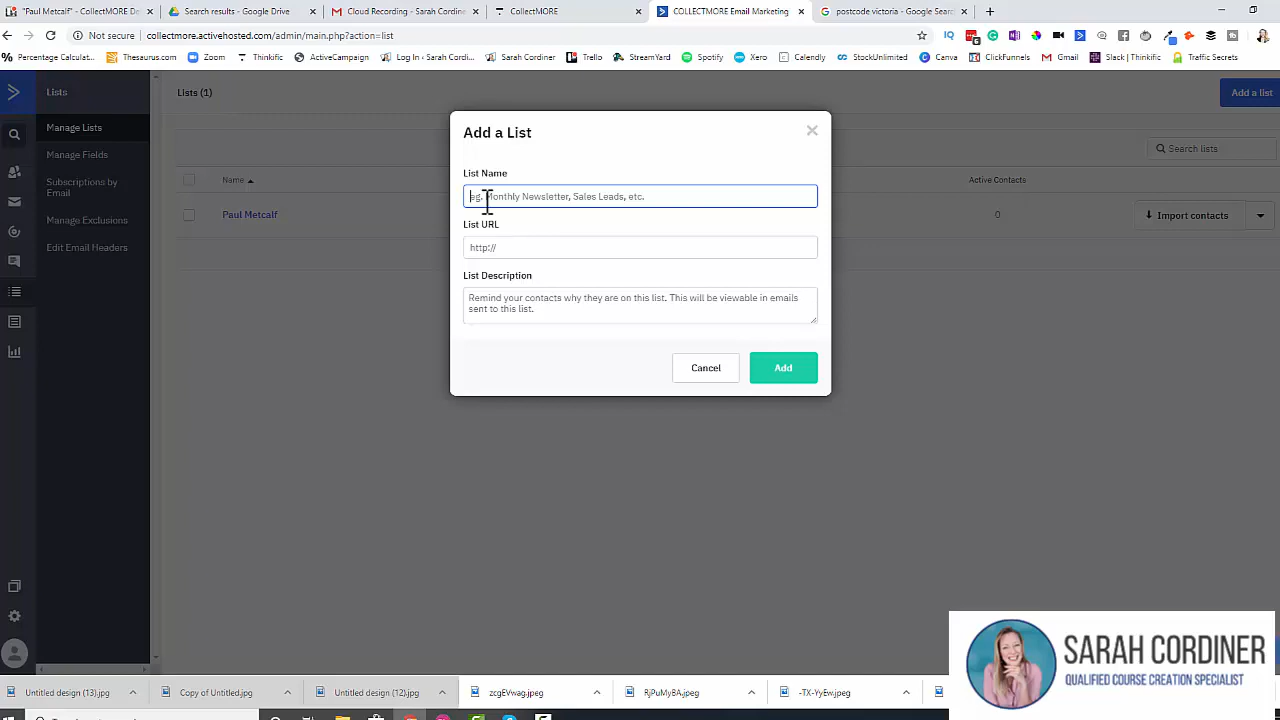 "Paul Metcalf" - CollectMORE De
Search results - Google Drive
Cloud Recording - Sarah Cordine
CollectMORE
COLLECTMORE Email Marketing
postcode victoria - Google Searc
Not secure | collectmore.activehosted.com/admin/main.php?action=list
Percentage Calculat...
Thesaurus.com
Zoom
Thinkific
ActiveCampaign
Log In ‹ Sarah Cordi...
Sarah Cordiner
Trello
StreamYard
Spotify
Xero
Calendly
StockUnlimited
Canva
ClickFunnels
Gmail
Slack | Thinkific
Traffic Secrets
Lists
Lists (1)
Add a list
Manage Lists
Manage Fields
Subscriptions by
Email
Manage Exclusions
Edit Email Headers
Search lists
Name
Active Contacts
Paul Metcalf
0
Import contacts
Add a List
List Name
eg. Monthly Newsletter, Sales Leads, etc.
List URL
http://
List Description
Remind your contacts why they are on this list. This will be viewable in emails
sent to this list.
Cancel
Add
SARAH CORDINER
QUALIFIED COURSE CREATION SPECIALIST
Untitled design (13).jpg
Copy of Untitled.jpg
Untitled design (12).jpg
zcgEVwag.jpeg
RjPuMyBA.jpeg
-TX-YyEw.jpeg